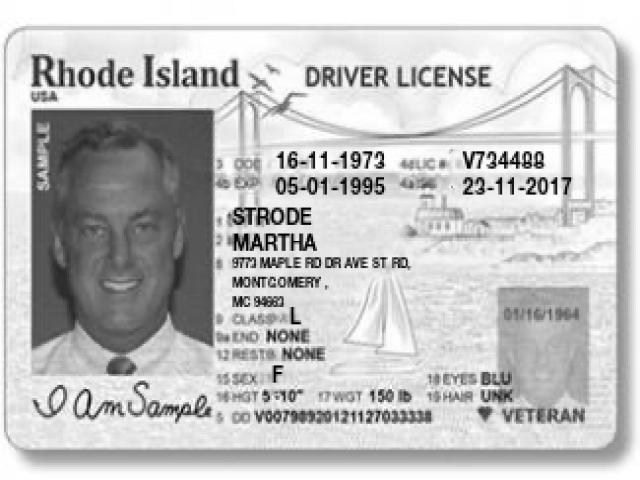 Rhode Island DRIVER LICENSE
USA
SAMPLE
3 DOB 16-11-1973 4d LIC # V734488
4b EXP 05-01-1995 4a ISS 23-11-2017
1 STRODE
2 MARTHA
8 9773 MAPLE RD DR AVE ST RD,
MONTGOMERY ,
MC 94663
9 CLASS L
9a END NONE
12 RESTR NONE
01/16/1964
15 SEX F
16 HGT 5'-10" 17 WGT 150 lb 18 EYES BLU
19 HAIR UNK
5 DD V00798920121127033338
VETERAN
I Am Sample